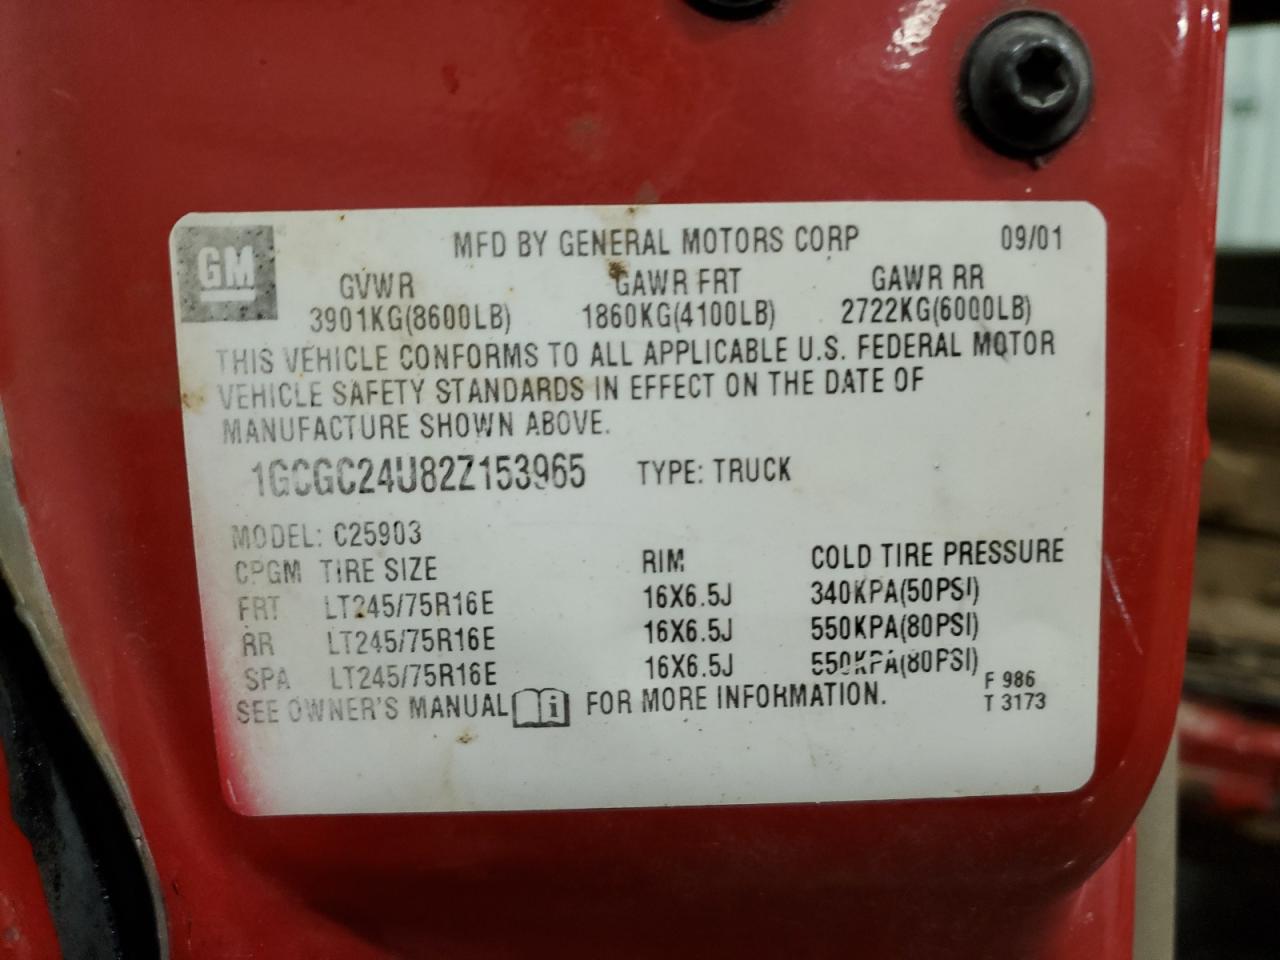 GM
MFD BY GENERAL MOTORS CORP 09/01
GVWR GAWR FRT GAWR RR
3901KG(8600LB) 1860KG(4100LB) 2722KG(6000LB)
THIS VEHICLE CONFORMS TO ALL APPLICABLE U.S. FEDERAL MOTOR
VEHICLE SAFETY STANDARDS IN EFFECT ON THE DATE OF
MANUFACTURE SHOWN ABOVE.
1GCGC24U82Z153965 TYPE: TRUCK
MODEL: C25903
CPGM TIRE SIZE RIM COLD TIRE PRESSURE
FRT LT245/75R16E 16X6.5J 340KPA(50PSI)
RR LT245/75R16E 16X6.5J 550KPA(80PSI)
SPA LT245/75R16E 16X6.5J 550KPA(80PSI)
SEE OWNER'S MANUAL i FOR MORE INFORMATION.
F 986
T 3173